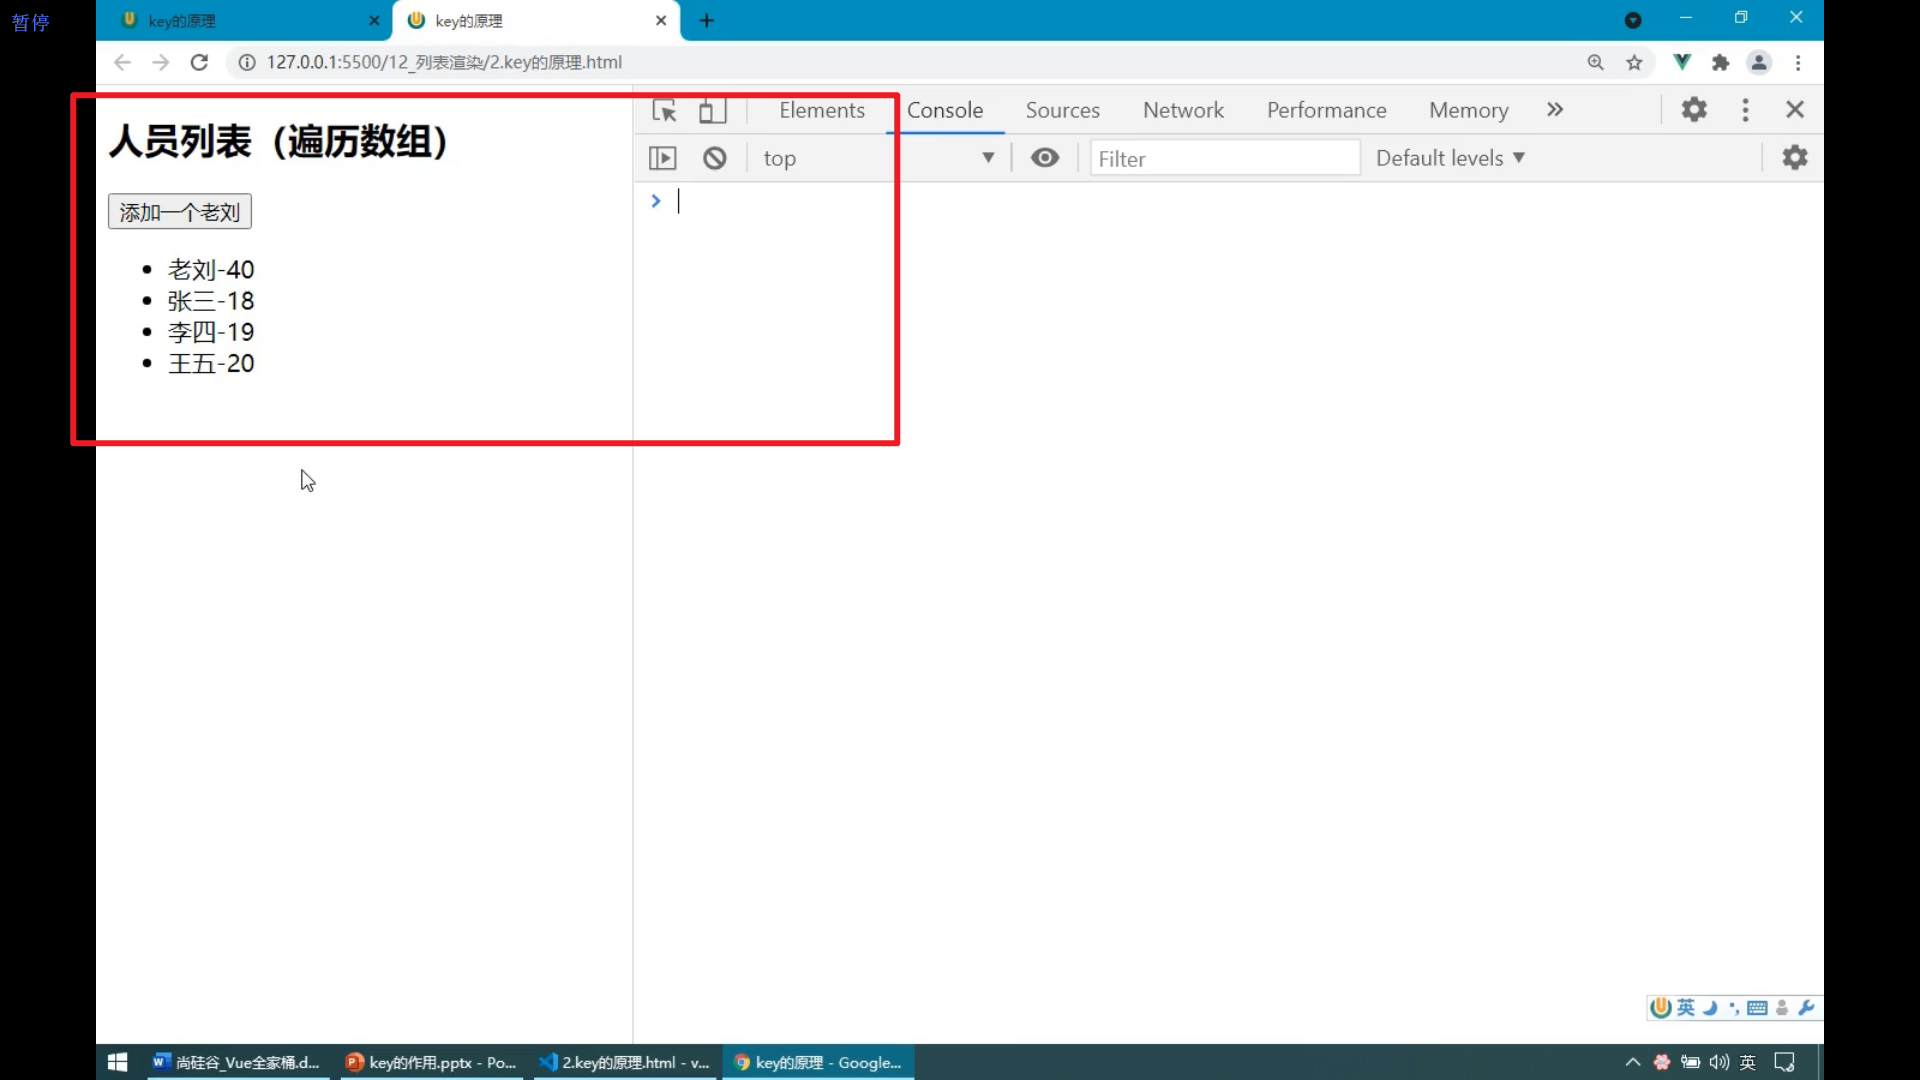 暂停
key的原理
key的原理
127.0.0.1:5500/12_列表渲染/2.key的原理.html
Elements Console Sources Network Performance Memory
top Filter Default levels
人员列表（遍历数组）
添加一个老刘
老刘-40
张三-18
李四-19
王五-20
英
尚硅谷_Vue全家桶.d... key的作用.pptx - Po... 2.key的原理.html - v... key的原理 - Google... 英